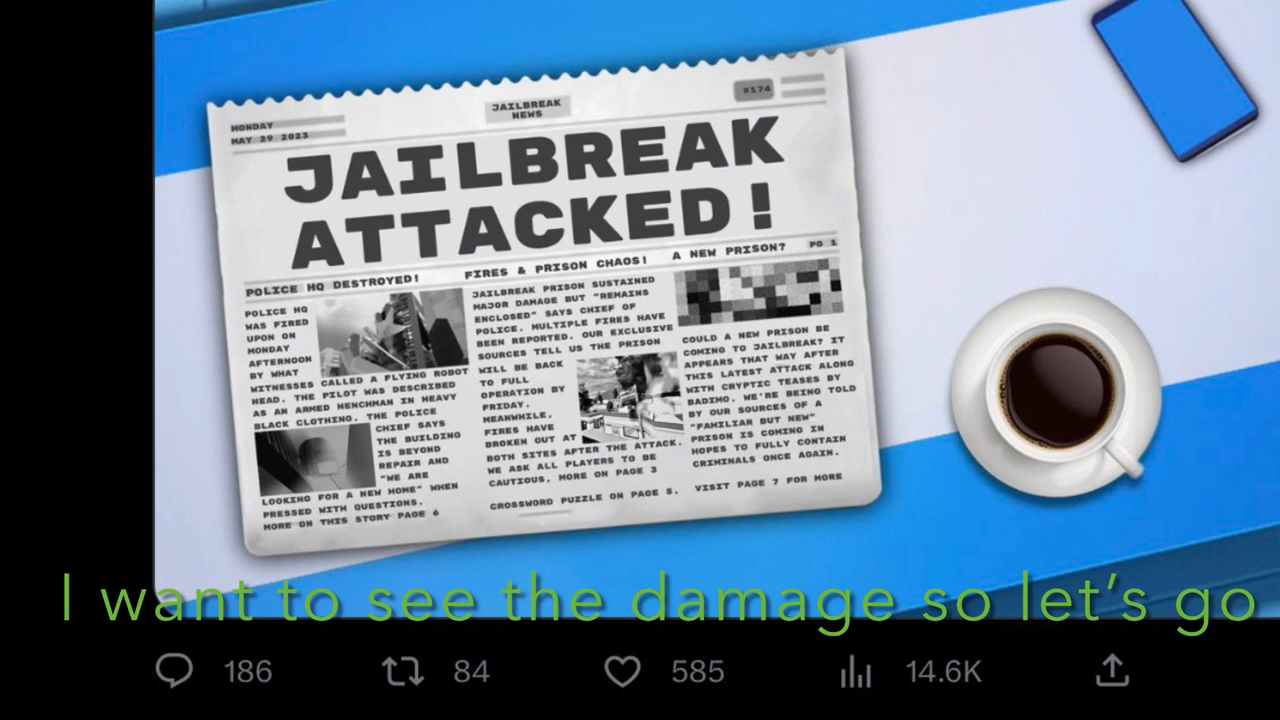 MONDAY
MAY 29 2023
JAILBREAK
NEWS
#174
JAILBREAK
ATTACKED!
POLICE HQ DESTROYED!
FIRES & PRISON CHAOS!
A NEW PRISON?
PG 1
POLICE HQ
WAS FIRED
UPON ON
MONDAY
AFTERNOON
BY WHAT
WITNESSES CALLED A FLYING ROBOT
HEAD. THE PILOT WAS DESCRIBED
AS AN ARMED HENCHMAN IN HEAVY
BLACK CLOTHING. THE POLICE
CHIEF SAYS
THE BUILDING
IS BEYOND
REPAIR AND
"WE ARE
LOOKING FOR A NEW HOME" WHEN
PRESSED WITH QUESTIONS.
MORE ON THIS STORY PAGE 6
JAILBREAK PRISON SUSTAINED
MAJOR DAMAGE BUT "REMAINS
ENCLOSED" SAYS CHIEF OF
POLICE. MULTIPLE FIRES HAVE
BEEN REPORTED. OUR EXCLUSIVE
SOURCES TELL US THE PRISON
WILL BE BACK
TO FULL
OPERATION BY
FRIDAY.
MEANWHILE,
FIRES HAVE
BROKEN OUT AT
BOTH SITES AFTER THE ATTACK.
WE ASK ALL PLAYERS TO BE
CAUTIOUS, MORE ON PAGE 3
COULD A NEW PRISON BE
COMING TO JAILBREAK? IT
APPEARS THAT WAY AFTER
THIS LATEST ATTACK ALONG
WITH CRYPTIC TEASES BY
BADIMO. WE'RE BEING TOLD
BY OUR SOURCES OF A
"FAMILIAR BUT NEW"
PRISON IS COMING IN
HOPES TO FULLY CONTAIN
CRIMINALS ONCE AGAIN.
CROSSWORD PUZZLE ON PAGE 5.
VISIT PAGE 7 FOR MORE
I want to see the damage so let's go
186
84
585
14.6K